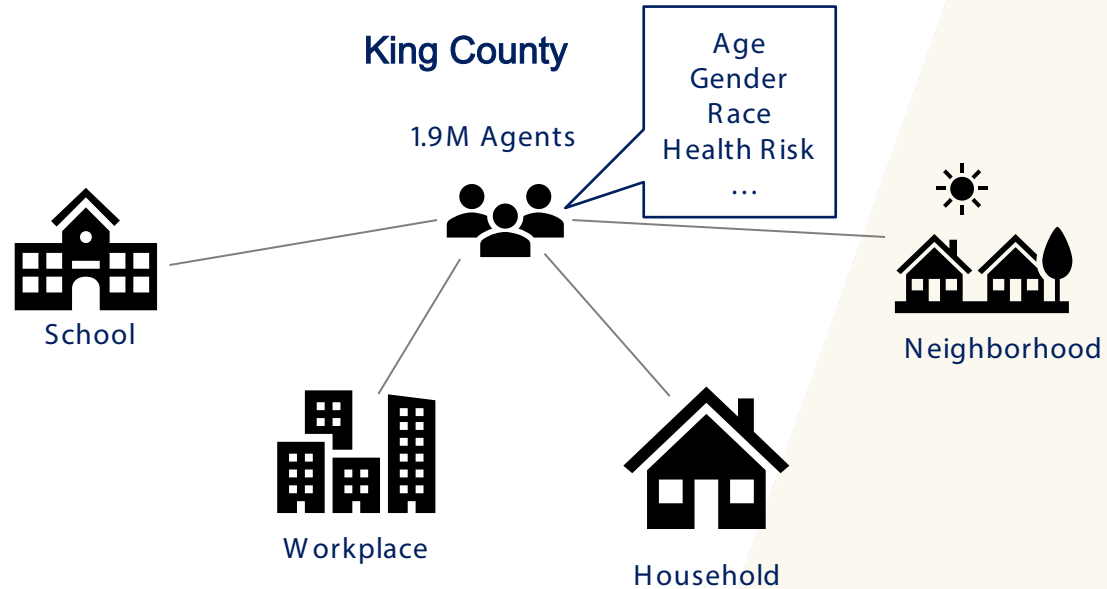 King County
1.9M Agents
Age
Gender
Race
Health Risk
...
School
Neighborhood
Workplace
Household